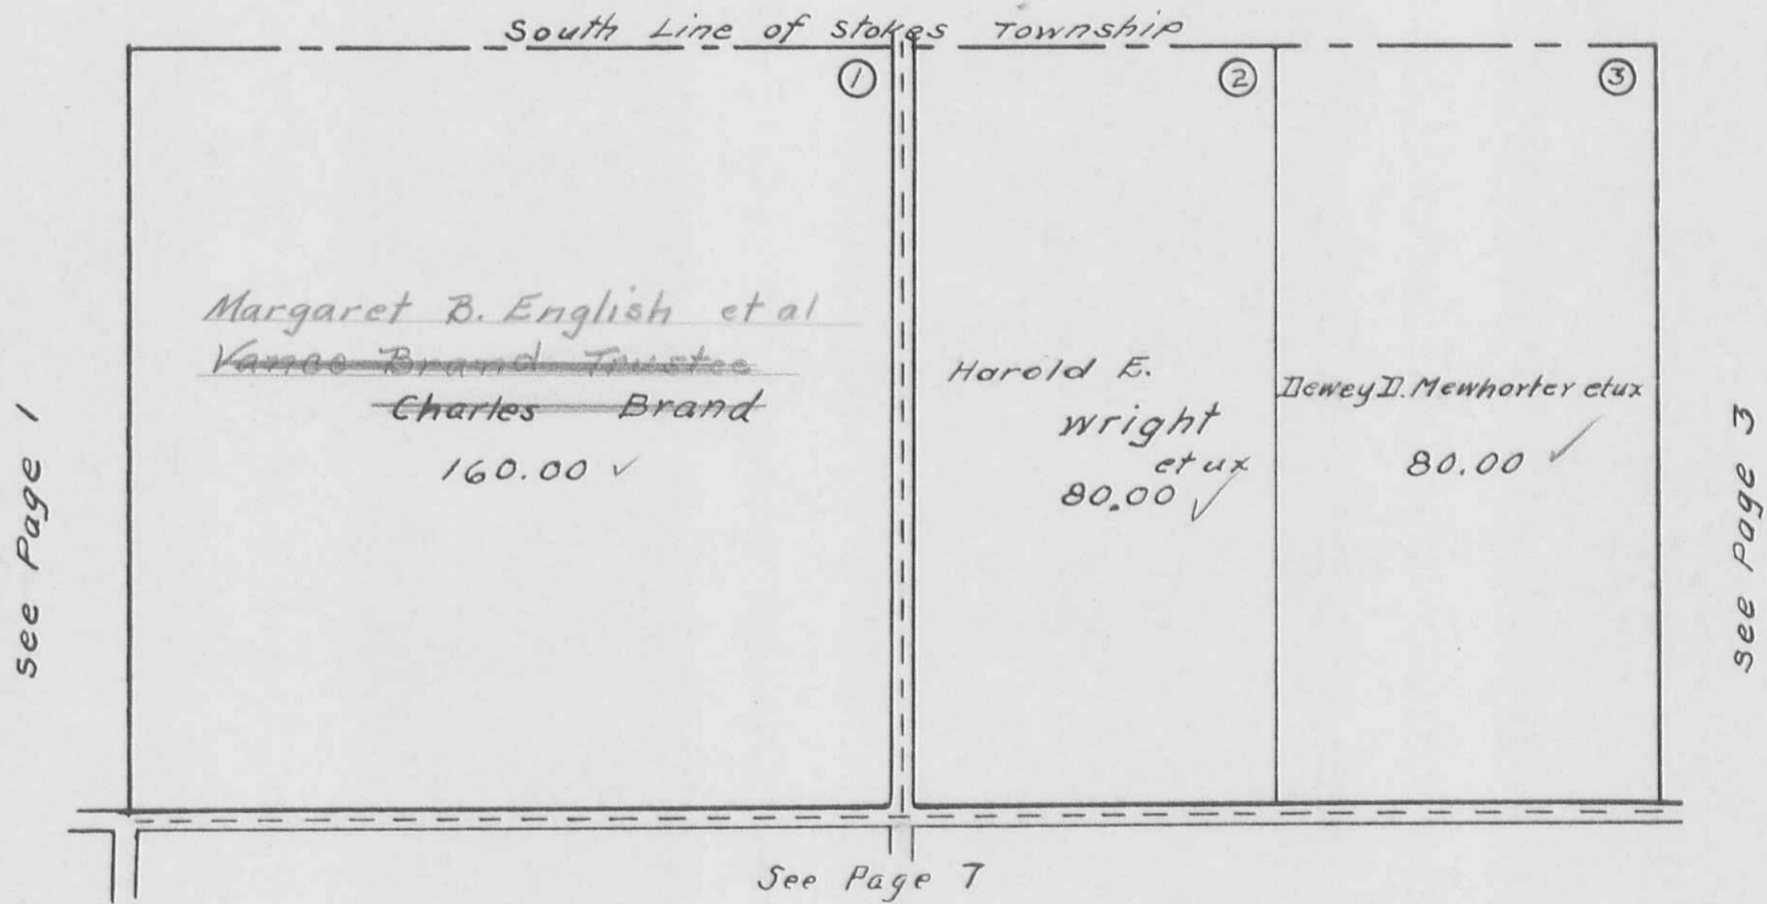 South Line of Stokes Township
①
②
③
Margaret B. English et al
Vance Brand Trustee
Charles Brand
160.00 ✓
Harold E.
Wright
et ux
80.00 ✓
Dewey D. Mewhorter etux
80.00 ✓
See Page 1
See Page 3
See Page 7